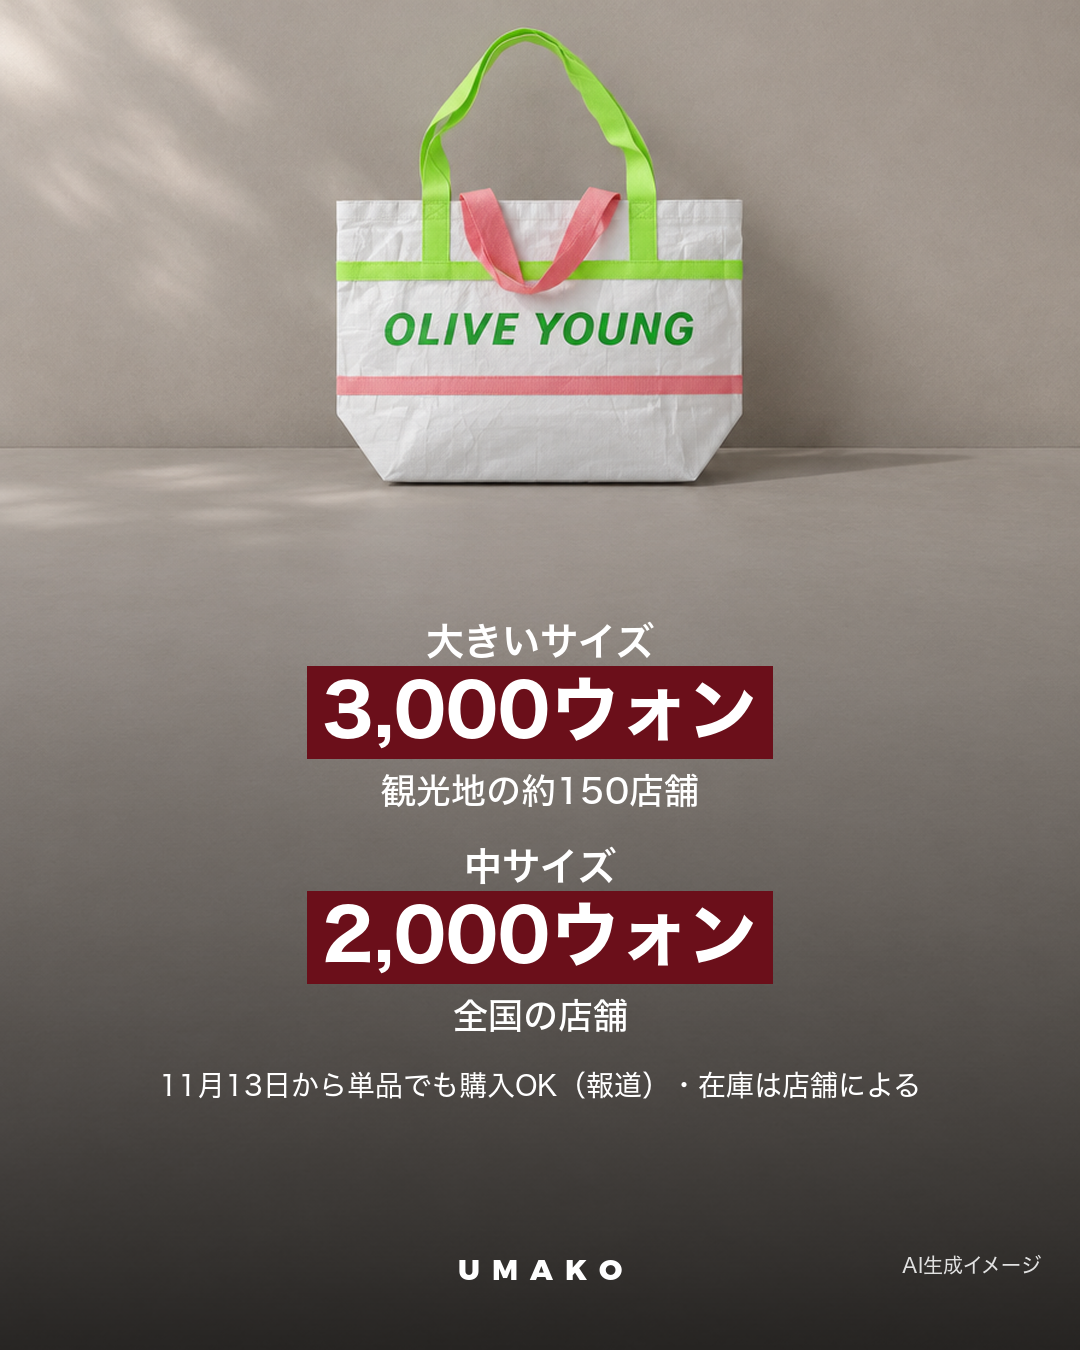 OLIVE YOUNG
大きいサイズ
3,000ウォン
観光地の約150店舗
中サイズ
2,000ウォン
全国の店舗
11月13日から単品でも購入OK（報道）・在庫は店舗による
UMAKO
AI生成イメージ